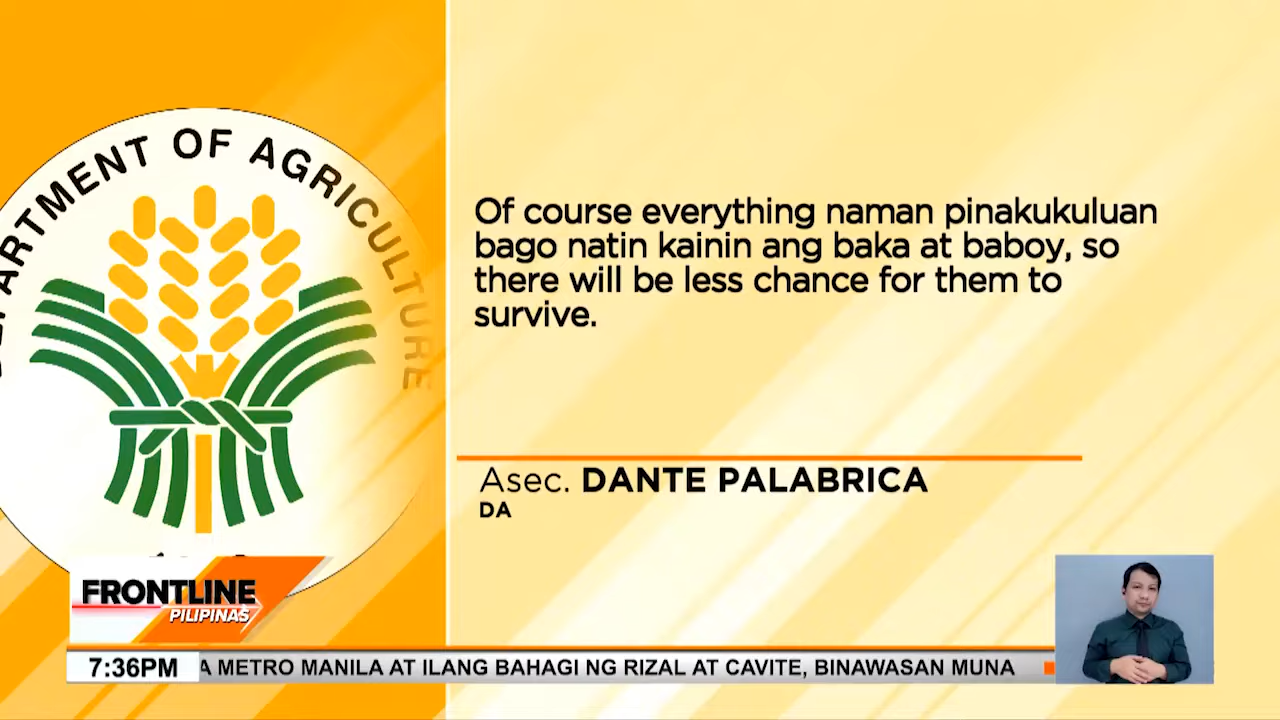 DEPARTMENT OF AGRICULTURE
Of course everything naman pinakukuluan
bago natin kainin ang baka at baboy, so
there will be less chance for them to
survive.
Asec. DANTE PALABRICA
DA
FRONTLINE
PILIPINAS
7:36PM
A METRO MANILA AT ILANG BAHAGI NG RIZAL AT CAVITE, BINAWASAN MUNA